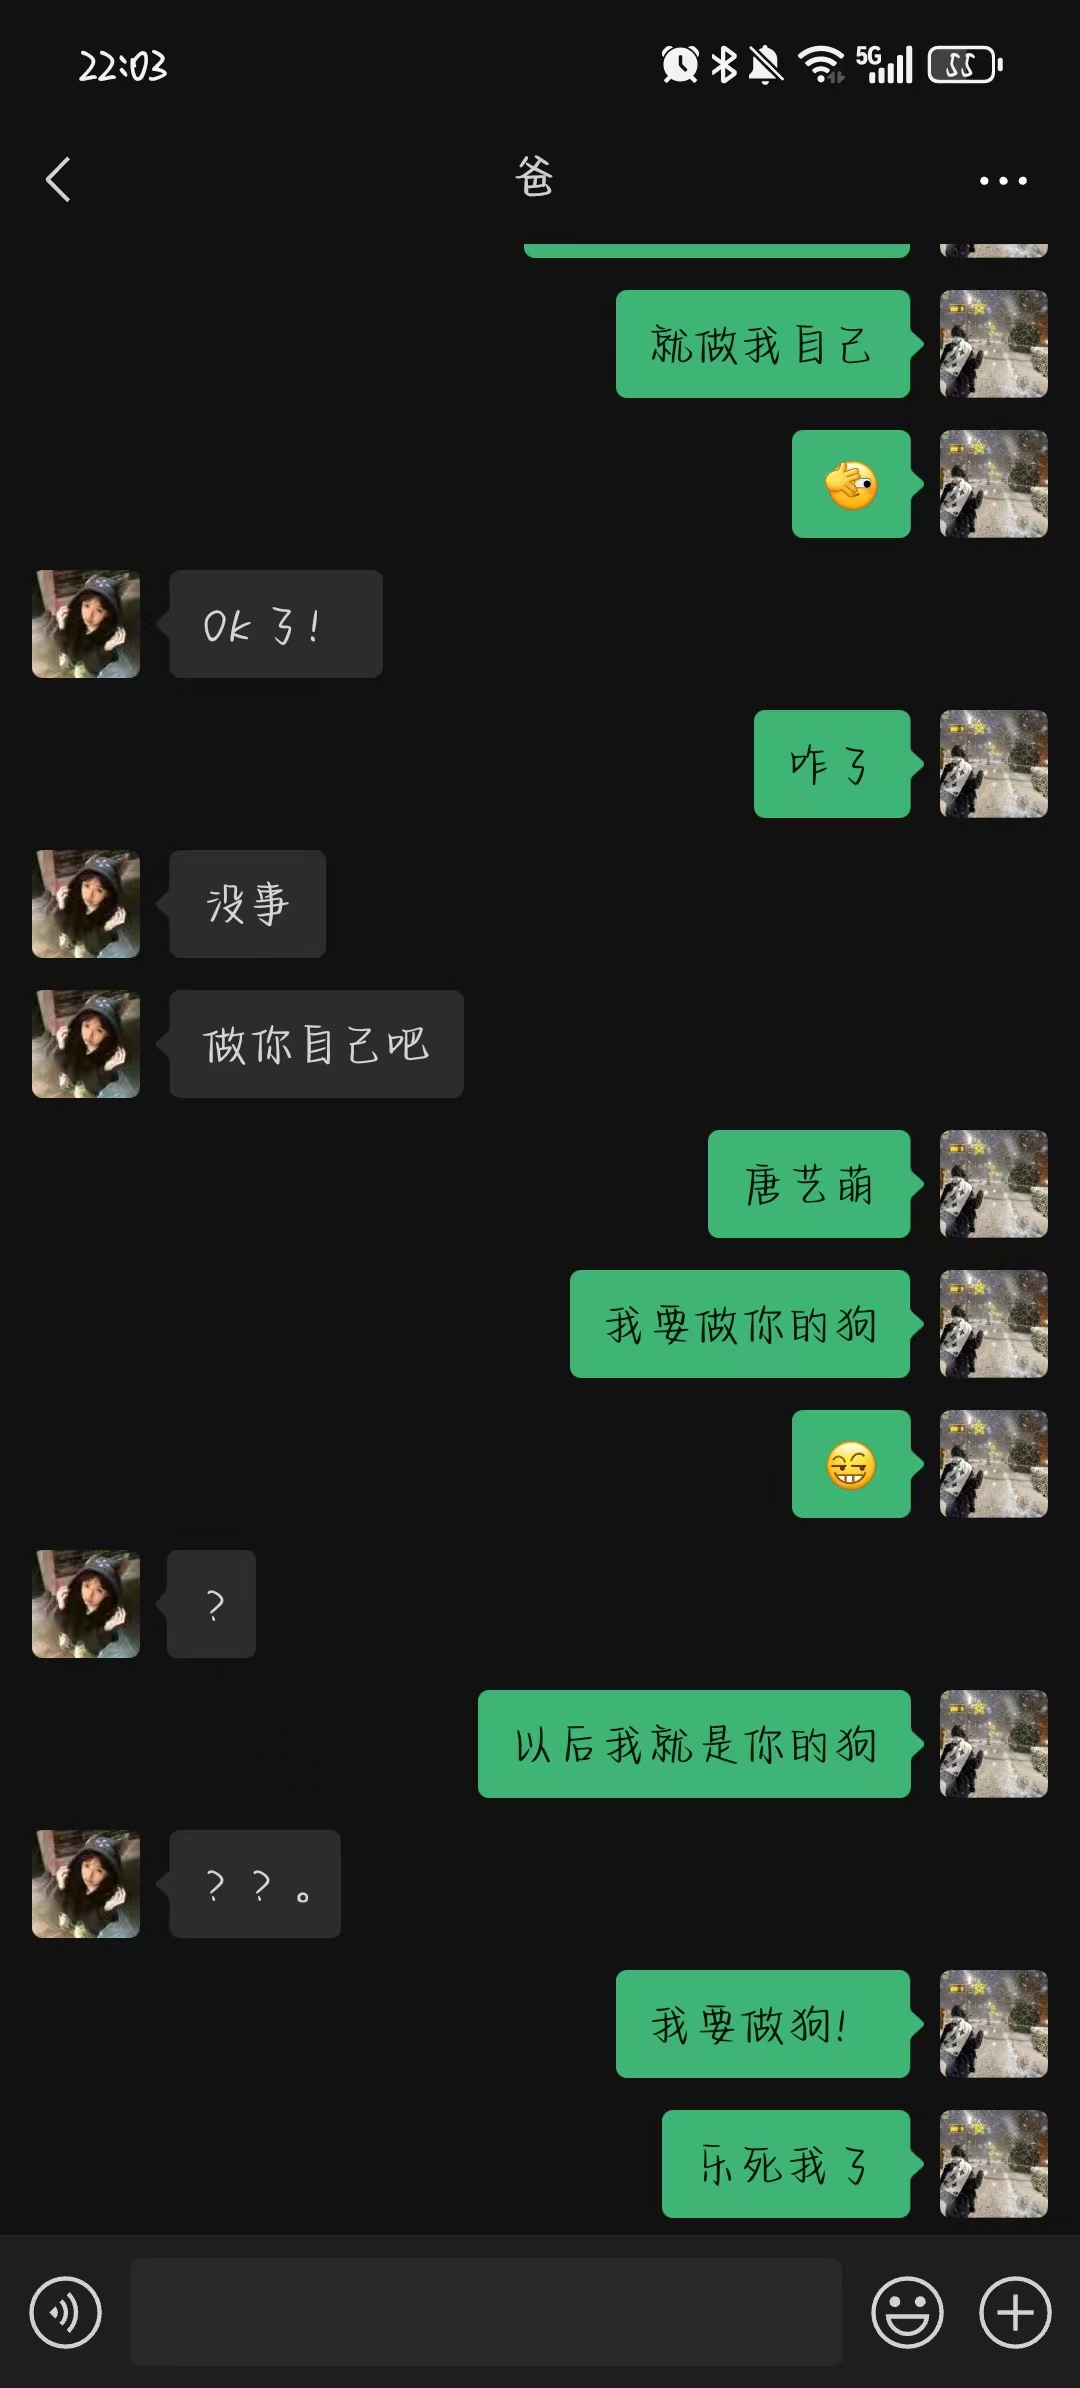 22:03
5G
55
爸
就做我自己
OK了!
咋了
没事
做你自己吧
唐艺萌
我要做你的狗
?
以后我就是你的狗
??。
我要做狗!
乐死我了